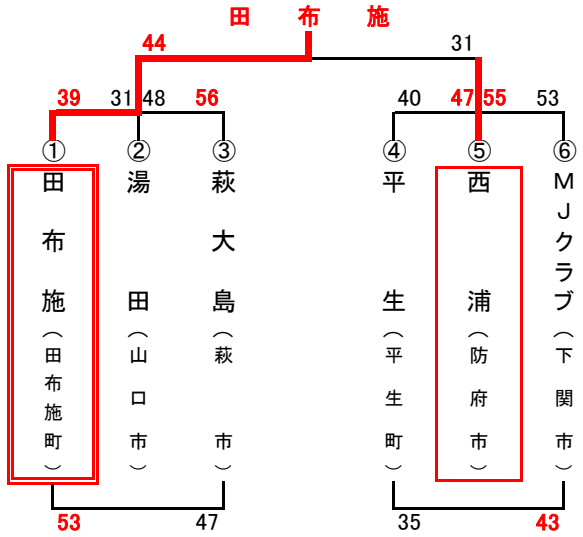 田布施
44 31
39 31 48 56 40 47 55 53
① ② ③ ④ ⑤ ⑥
田布施（田布施町）
湯田（山口市）
萩大島（萩市）
平生（平生町）
西浦（防府市）
MJクラブ（下関市）
53 47 35 43